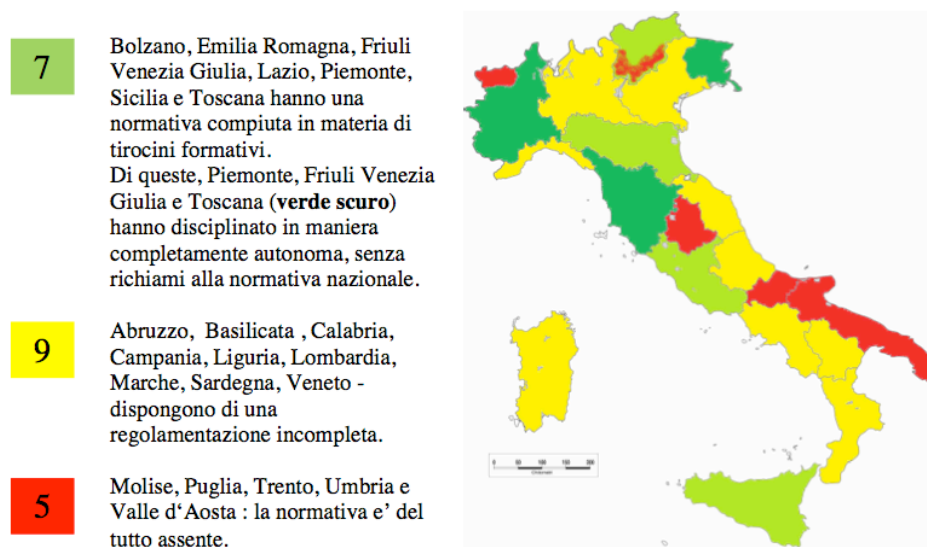 7
Bolzano, Emilia Romagna, Friuli
Venezia Giulia, Lazio, Piemonte,
Sicilia e Toscana hanno una
normativa compiuta in materia di
tirocini formativi.
Di queste, Piemonte, Friuli Venezia
Giulia e Toscana (verde scuro)
hanno disciplinato in maniera
completamente autonoma, senza
richiami alla normativa nazionale.
9
Abruzzo, Basilicata , Calabria,
Campania, Liguria, Lombardia,
Marche, Sardegna, Veneto -
dispongono di una
regolamentazione incompleta.
5
Molise, Puglia, Trento, Umbria e
Valle d‘Aosta : la normativa e’ del
tutto assente.